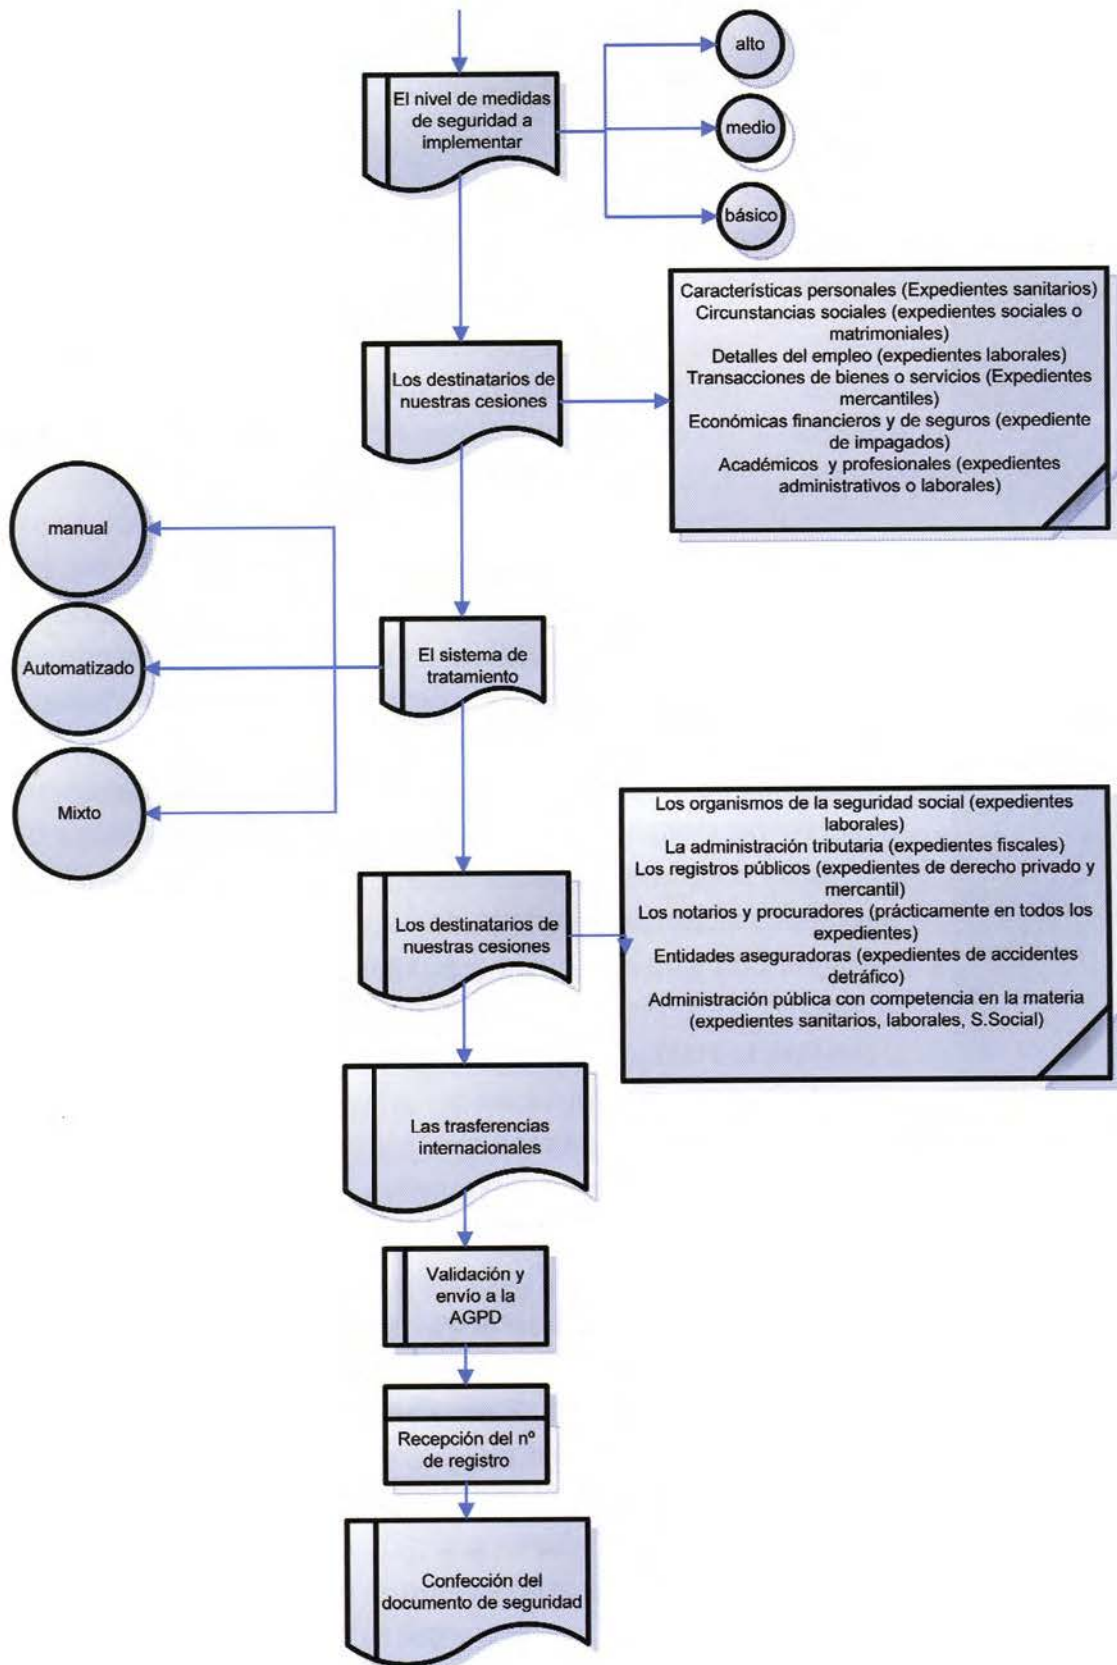 alto
El nivel de medidas
de seguridad a
implementar
medio
básico
Características personales (Expedientes sanitarios)
Circunstancias sociales (expedientes sociales o
matrimoniales)
Detalles del empleo (expedientes laborales)
Transacciones de bienes o servicios (Expedientes
mercantiles)
Económicas financieros y de seguros (expediente
de impagados)
Académicos y profesionales (expedientes
administrativos o laborales)
Los destinatarios de
nuestras cesiones
manual
Automatizado
Mixto
El sistema de
tratamiento
Los organismos de la seguridad social (expedientes
laborales)
La administración tributaria (expedientes fiscales)
Los registros públicos (expedientes de derecho privado y
mercantil)
Los notarios y procuradores (prácticamente en todos los
expedientes)
Entidades aseguradoras (expedientes de accidentes
detráfico)
Administración pública con competencia en la materia
(expedientes sanitarios, laborales, S.Social)
Los destinatarios de
nuestras cesiones
Las trasferencias
internacionales
Validación y
envío a la
AGPD
Recepción del nº
de registro
Confección del
documento de seguridad